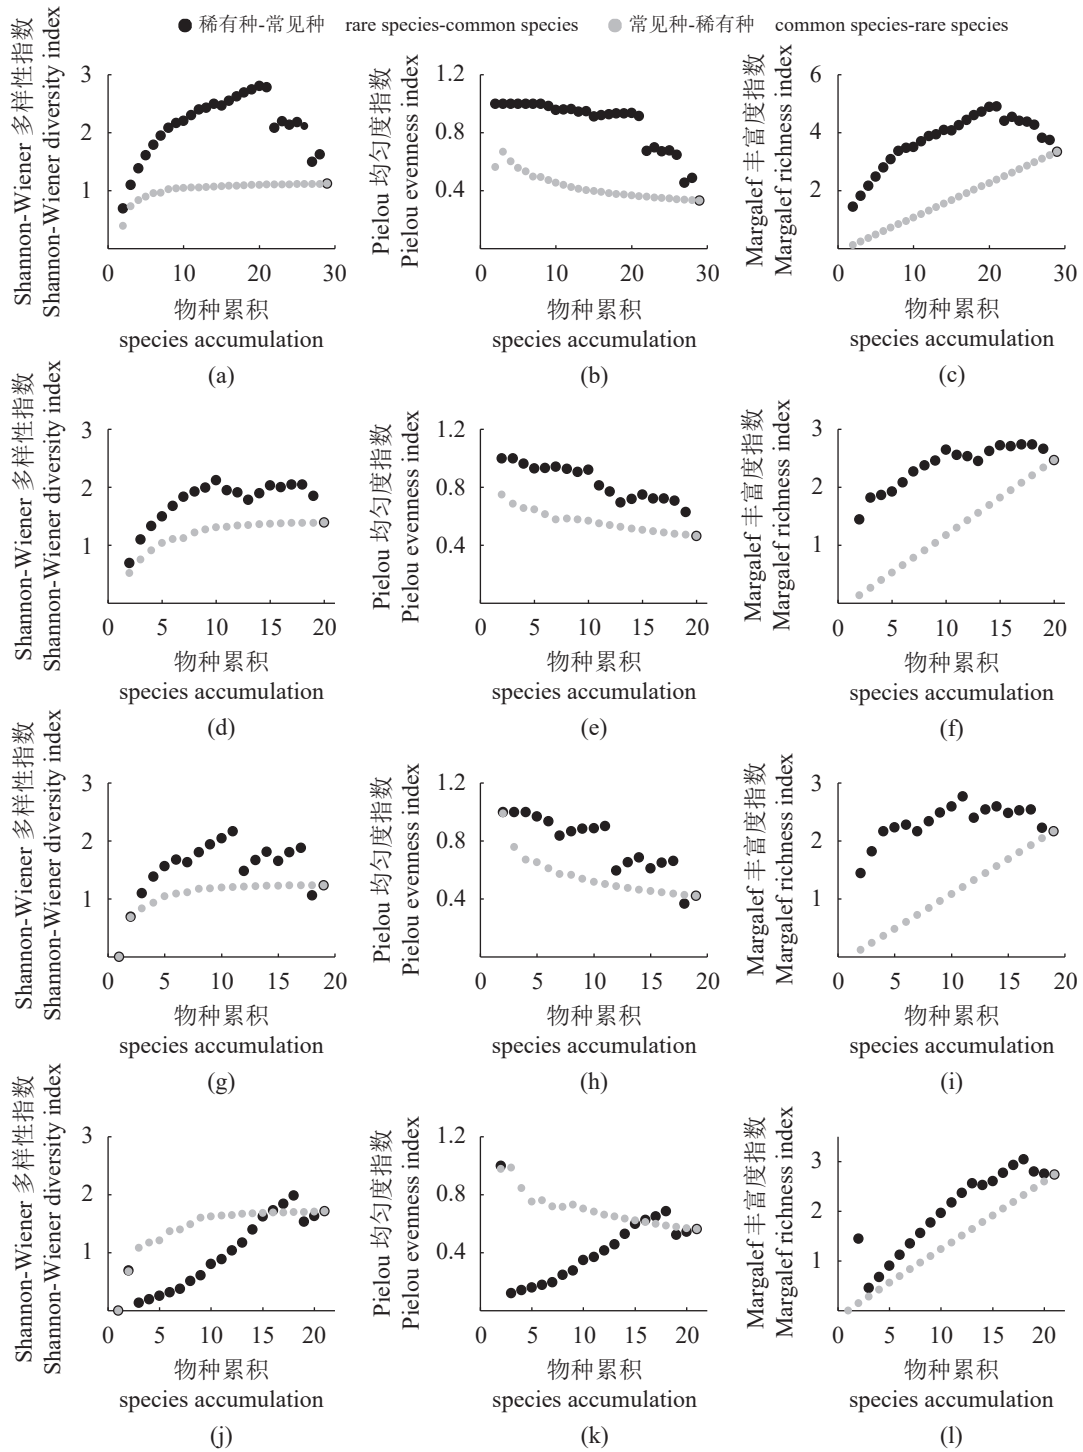 稀有种-常见种 rare species-common species 常见种-稀有种 common species-rare species
Shannon-Wiener 多样性指数
Shannon-Wiener diversity index
3
2
1
0 10 20 30
物种累积
species accumulation
(a)
Pielou 均匀度指数
Pielou evenness index
1.2
0.8
0.4
0 10 20 30
物种累积
species accumulation
(b)
Margalef 丰富度指数
Margalef richness index
6
4
2
0 10 20 30
物种累积
species accumulation
(c)
Shannon-Wiener 多样性指数
Shannon-Wiener diversity index
3
2
1
0 5 10 15 20
物种累积
species accumulation
(d)
Pielou 均匀度指数
Pielou evenness index
1.2
0.8
0.4
0 5 10 15 20
物种累积
species accumulation
(e)
Margalef 丰富度指数
Margalef richness index
3
2
1
0 5 10 15 20
物种累积
species accumulation
(f)
Shannon-Wiener 多样性指数
Shannon-Wiener diversity index
3
2
1
0 5 10 15 20
物种累积
species accumulation
(g)
Pielou 均匀度指数
Pielou evenness index
1.2
0.8
0.4
0 5 10 15 20
物种累积
species accumulation
(h)
Margalef 丰富度指数
Margalef richness index
3
2
1
0 5 10 15 20
物种累积
species accumulation
(i)
Shannon-Wiener 多样性指数
Shannon-Wiener diversity index
3
2
1
0 5 10 15 20
物种累积
species accumulation
(j)
Pielou 均匀度指数
Pielou evenness index
1.2
0.8
0.4
0 5 10 15 20
物种累积
species accumulation
(k)
Margalef 丰富度指数
Margalef richness index
3
2
1
0 5 10 15 20
物种累积
species accumulation
(l)